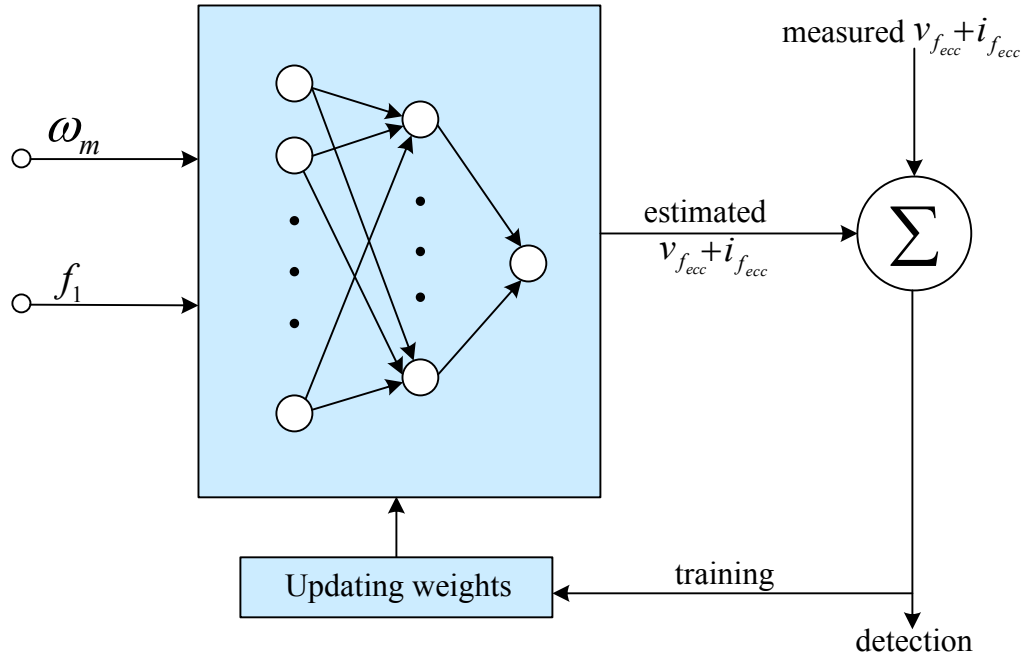 measured v_{f_{ecc}}+i_{f_{ecc}}
ω_m
f_1
estimated
v_{f_{ecc}}+i_{f_{ecc}}
Σ
Updating weights
training
detection